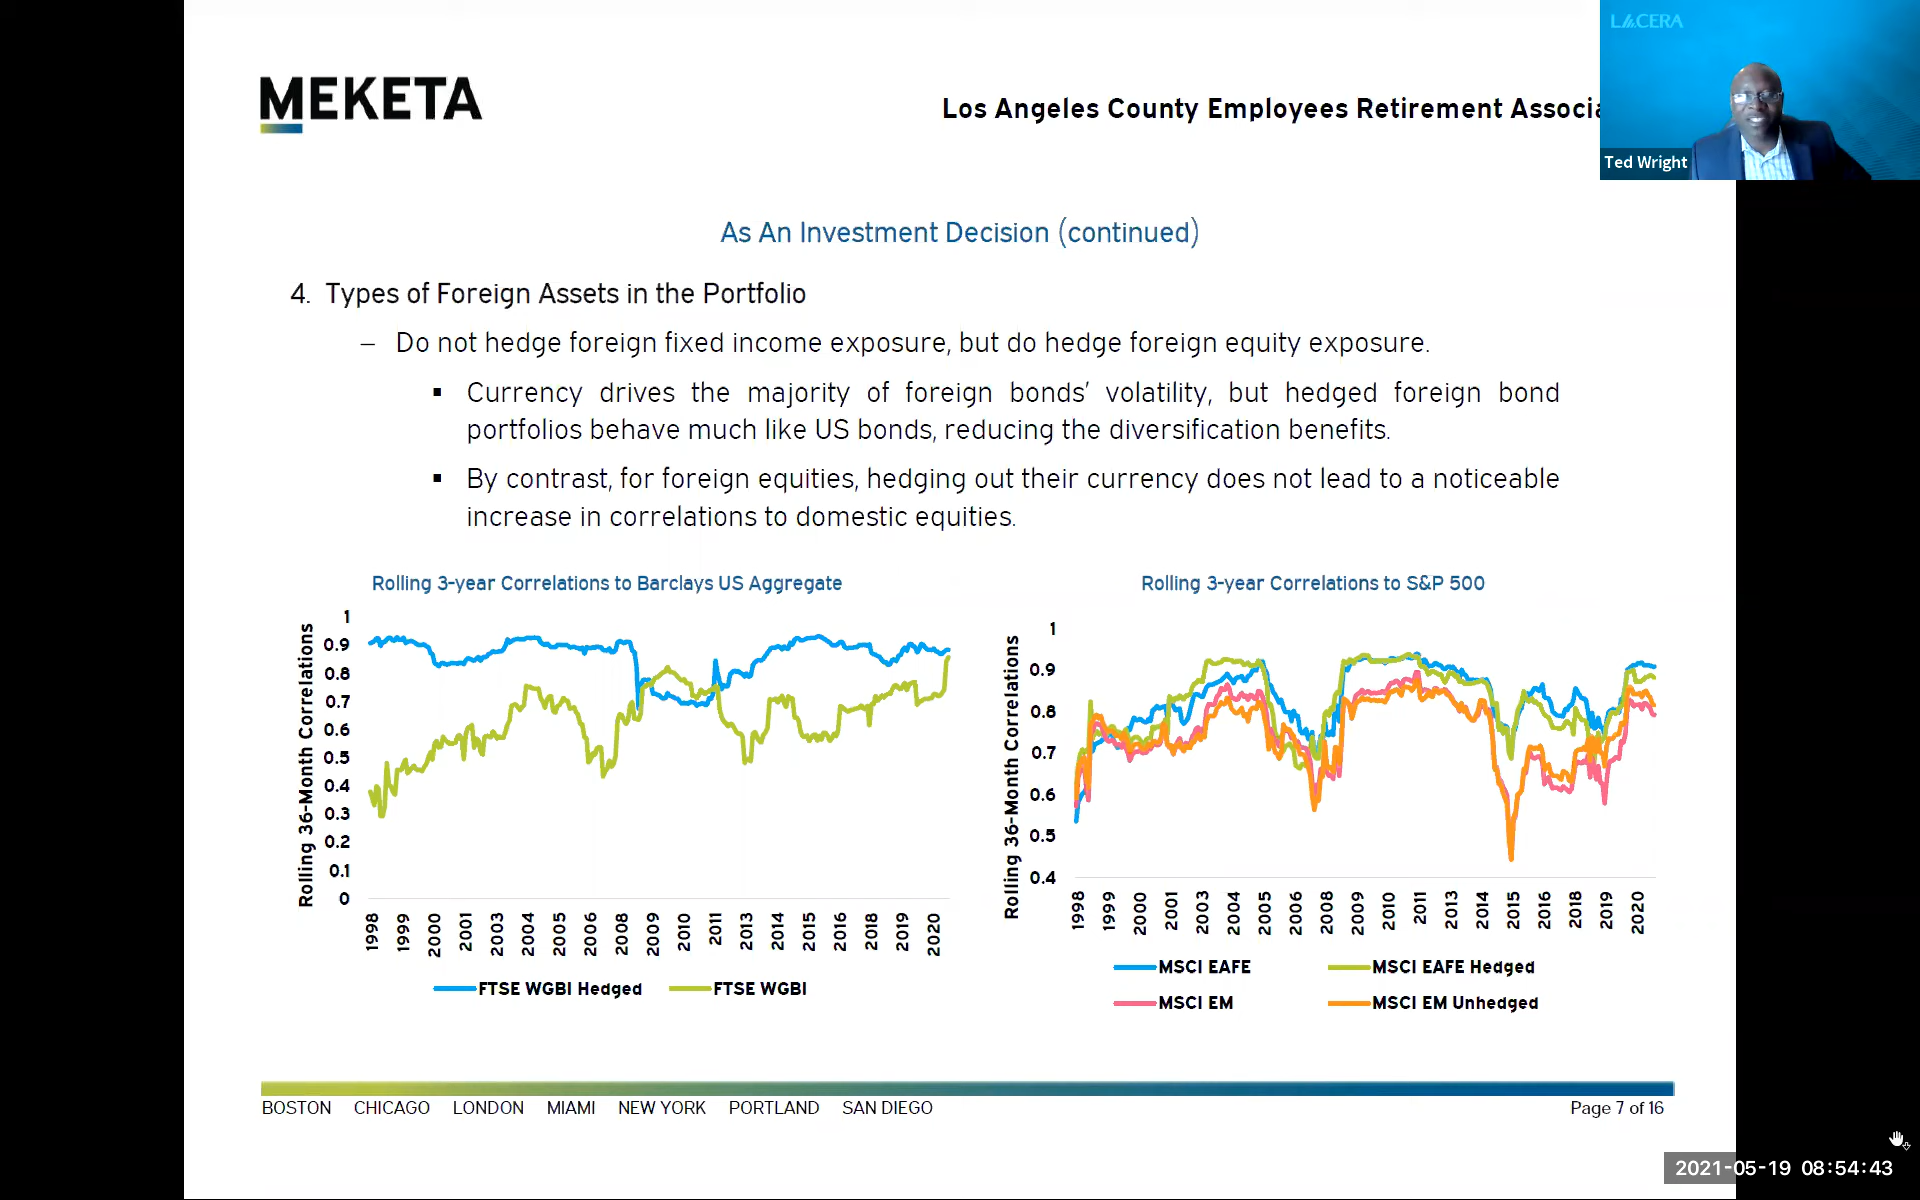 LACERA
MEKETA
Los Angeles County Employees Retirement Associa
Ted Wright
As An Investment Decision (continued)
4. Types of Foreign Assets in the Portfolio
– Do not hedge foreign fixed income exposure, but do hedge foreign equity exposure.
▪ Currency drives the majority of foreign bonds' volatility, but hedged foreign bond
portfolios behave much like US bonds, reducing the diversification benefits.
▪ By contrast, for foreign equities, hedging out their currency does not lead to a noticeable
increase in correlations to domestic equities.
Rolling 3-year Correlations to Barclays US Aggregate
Rolling 36-Month Correlations
1
0.9
0.8
0.7
0.6
0.5
0.4
0.3
0.2
0.1
0
1998 1999 2000 2001 2003 2004 2005 2006 2008 2009 2010 2011 2013 2014 2015 2016 2018 2019 2020
FTSE WGBI Hedged FTSE WGBI
Rolling 3-year Correlations to S&P 500
Rolling 36-Month Correlations
1
0.9
0.8
0.7
0.6
0.5
0.4
1998 1999 2000 2001 2003 2004 2005 2006 2008 2009 2010 2011 2013 2014 2015 2016 2018 2019 2020
MSCI EAFE MSCI EAFE Hedged
MSCI EM MSCI EM Unhedged
BOSTON CHICAGO LONDON MIAMI NEW YORK PORTLAND SAN DIEGO
Page 7 of 16
2021-05-19 08:54:43